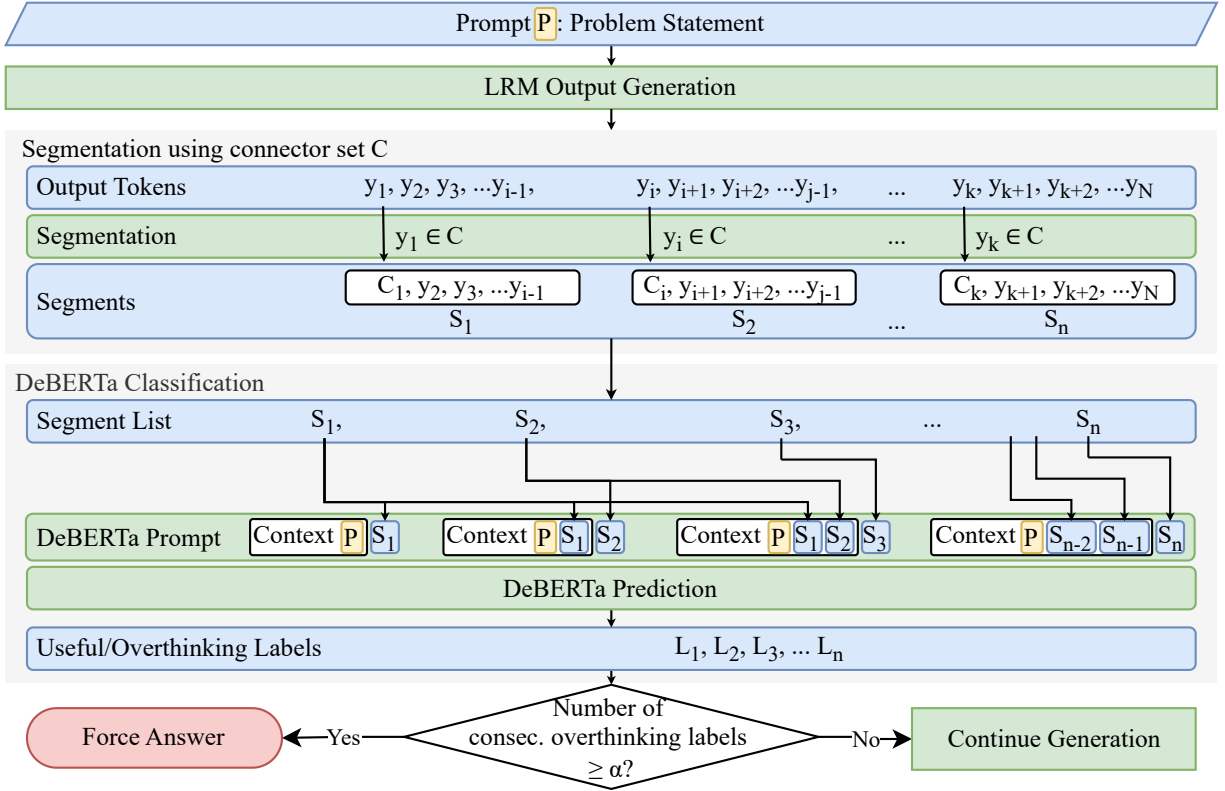 Prompt P : Problem Statement
LRM Output Generation
Segmentation using connector set C
Output Tokens y₁, y₂, y₃, ...yᵢ₋₁, yᵢ, yᵢ₊₁, yᵢ₊₂, ...yⱼ₋₁, ... yₖ, yₖ₊₁, yₖ₊₂, ...y_N
Segmentation y₁ ∈ C yᵢ ∈ C ... yₖ ∈ C
Segments C₁, y₂, y₃, ...yᵢ₋₁ Cᵢ, yᵢ₊₁, yᵢ₊₂, ...yⱼ₋₁ Cₖ, yₖ₊₁, yₖ₊₂, ...y_N
S₁ S₂ ... Sₙ
DeBERTa Classification
Segment List S₁, S₂, S₃, ... Sₙ
DeBERTa Prompt Context P S₁ Context P S₁ S₂ Context P S₁ S₂ S₃ Context P Sₙ₋₂ Sₙ₋₁ Sₙ
DeBERTa Prediction
Useful/Overthinking Labels L₁, L₂, L₃, ... Lₙ
Number of
consec. overthinking labels
≥ α?
Force Answer Yes No Continue Generation